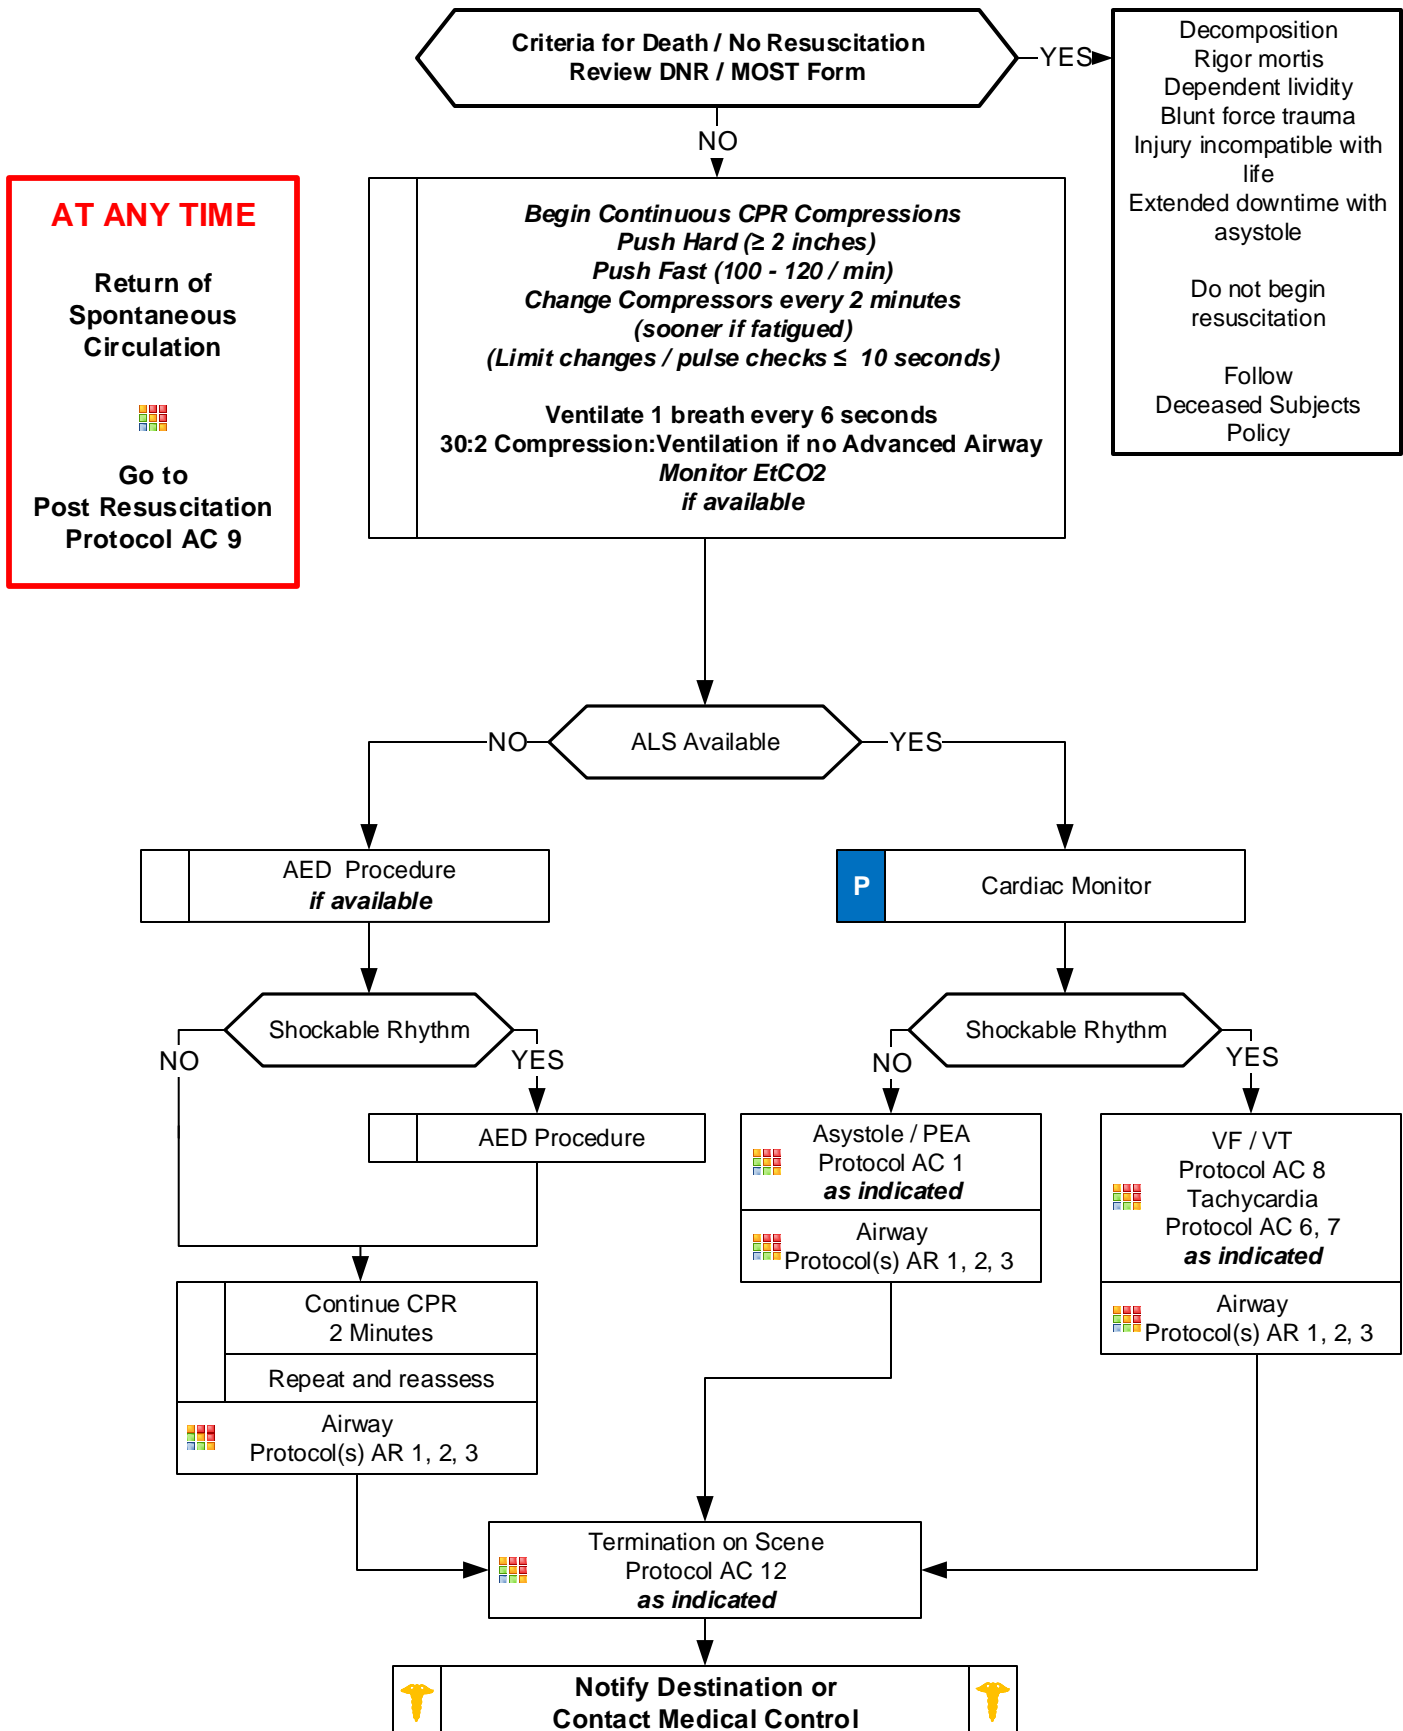 Criteria for Death / No Resuscitation
Review DNR / MOST Form
YES
Decomposition
Rigor mortis
Dependent lividity
Blunt force trauma
Injury incompatible with
life
Extended downtime with
asystole
Do not begin
resuscitation
Follow
Deceased Subjects
Policy
NO
AT ANY TIME
Return of
Spontaneous
Circulation
Go to
Post Resuscitation
Protocol AC 9
Begin Continuous CPR Compressions
Push Hard (≥ 2 inches)
Push Fast (100 - 120 / min)
Change Compressors every 2 minutes
(sooner if fatigued)
(Limit changes / pulse checks ≤ 10 seconds)
Ventilate 1 breath every 6 seconds
30:2 Compression:Ventilation if no Advanced Airway
Monitor EtCO2
if available
NO
ALS Available
YES
AED Procedure
if available
P
Cardiac Monitor
Shockable Rhythm
NO
YES
AED Procedure
Shockable Rhythm
NO
YES
Asystole / PEA
Protocol AC 1
as indicated
Airway
Protocol(s) AR 1, 2, 3
VF / VT
Protocol AC 8
Tachycardia
Protocol AC 6, 7
as indicated
Airway
Protocol(s) AR 1, 2, 3
Continue CPR
2 Minutes
Repeat and reassess
Airway
Protocol(s) AR 1, 2, 3
Termination on Scene
Protocol AC 12
as indicated
Notify Destination or
Contact Medical Control